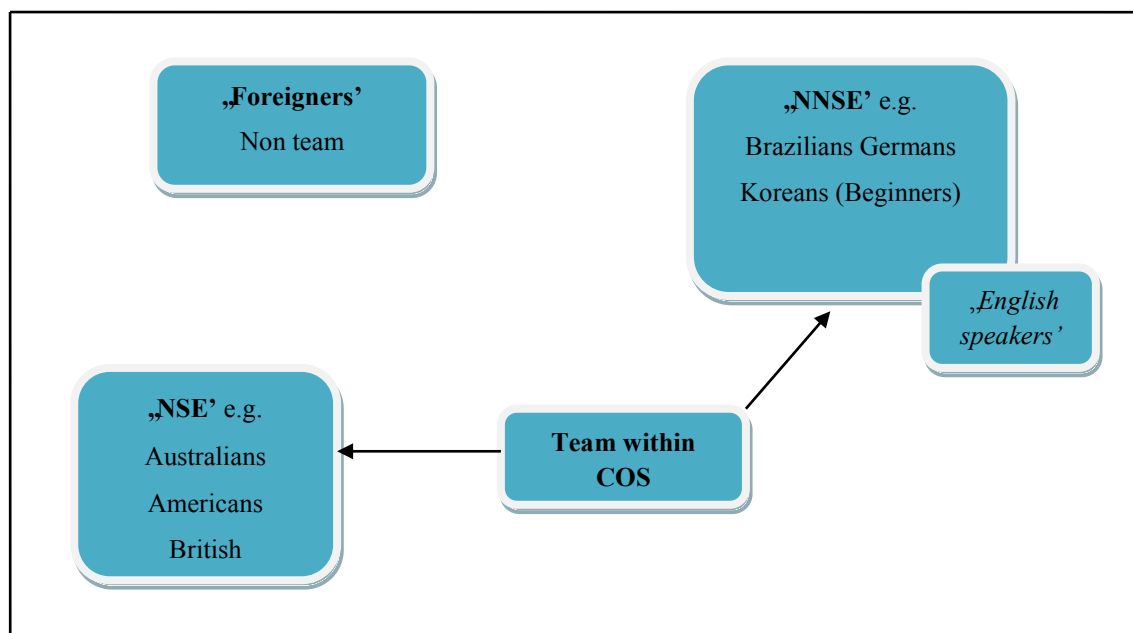 „Foreigners’
Non team
„NNSE’ e.g.
Brazilians Germans
Koreans (Beginners)
„English
speakers’
„NSE’ e.g.
Australians
Americans
British
Team within
COS